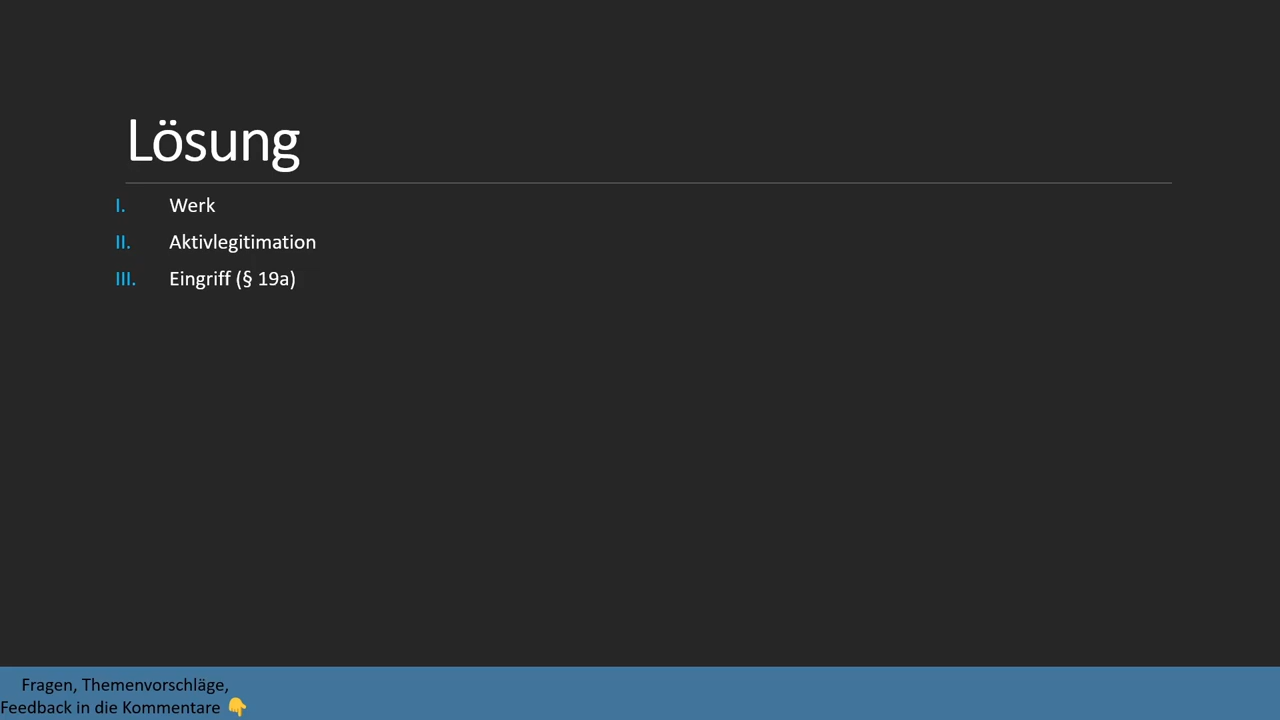 Lösung
I. Werk
II. Aktivlegitimation
III. Eingriff (§ 19a)
Fragen, Themenvorschläge,
Feedback in die Kommentare 👇